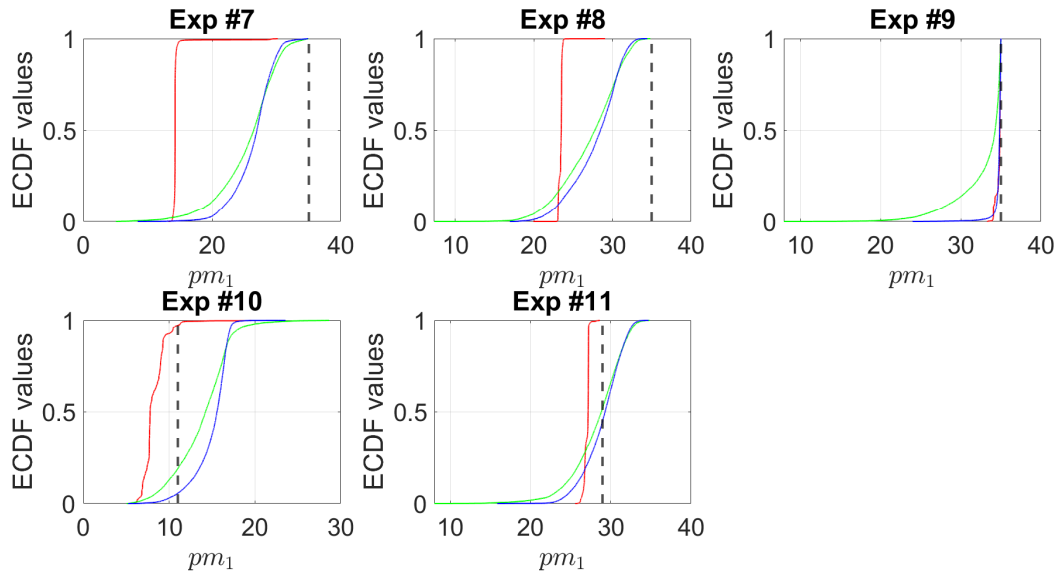 Exp #7
ECDF values
1
0.5
0
0 20 40
pm₁
Exp #8
ECDF values
1
0.5
0
10 20 30 40
pm₁
Exp #9
ECDF values
1
0.5
0
10 20 30 40
pm₁
Exp #10
ECDF values
1
0.5
0
0 10 20 30
pm₁
Exp #11
ECDF values
1
0.5
0
10 20 30 40
pm₁